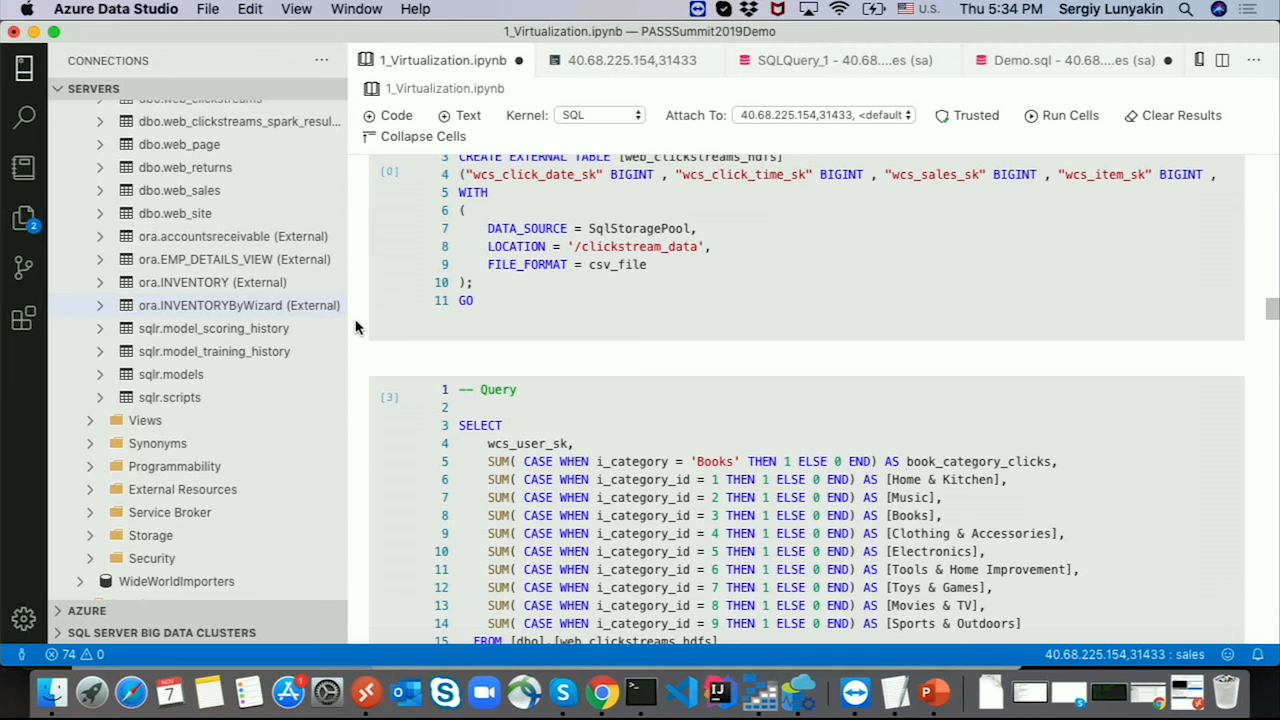 Azure Data Studio File Edit View Window Help U.S. Thu 5:34 PM Sergiy Lunyakin
1_Virtualization.ipynb — PASSSummit2019Demo
CONNECTIONS ...
SERVERS
dbo.web_clickstreams
dbo.web_clickstreams_spark_resul...
dbo.web_page
dbo.web_returns
dbo.web_sales
dbo.web_site
ora.accountsreceivable (External)
ora.EMP_DETAILS_VIEW (External)
ora.INVENTORY (External)
ora.INVENTORYByWizard (External)
sqlr.model_scoring_history
sqlr.model_training_history
sqlr.models
sqlr.scripts
Views
Synonyms
Programmability
External Resources
Service Broker
Storage
Security
WideWorldImporters
AZURE
SQL SERVER BIG DATA CLUSTERS
2
1_Virtualization.ipynb 40.68.225.154,31433 SQLQuery_1 - 40.68....es (sa) Demo.sql - 40.68....es (sa) ...
1_Virtualization.ipynb
Code Text Kernel: SQL Attach To: 40.68.225.154,31433, <default Trusted Run Cells Clear Results
Collapse Cells
3 CREATE EXTERNAL TABLE [web_clickstreams_hdfs]
[0] 4 ("wcs_click_date_sk" BIGINT , "wcs_click_time_sk" BIGINT , "wcs_sales_sk" BIGINT , "wcs_item_sk" BIGINT ,
5 WITH
6 (
7 DATA_SOURCE = SqlStoragePool,
8 LOCATION = '/clickstream_data',
9 FILE_FORMAT = csv_file
10 );
11 GO
[3] 1 -- Query
2
3 SELECT
4 wcs_user_sk,
5 SUM( CASE WHEN i_category = 'Books' THEN 1 ELSE 0 END) AS book_category_clicks,
6 SUM( CASE WHEN i_category_id = 1 THEN 1 ELSE 0 END) AS [Home & Kitchen],
7 SUM( CASE WHEN i_category_id = 2 THEN 1 ELSE 0 END) AS [Music],
8 SUM( CASE WHEN i_category_id = 3 THEN 1 ELSE 0 END) AS [Books],
9 SUM( CASE WHEN i_category_id = 4 THEN 1 ELSE 0 END) AS [Clothing & Accessories],
10 SUM( CASE WHEN i_category_id = 5 THEN 1 ELSE 0 END) AS [Electronics],
11 SUM( CASE WHEN i_category_id = 6 THEN 1 ELSE 0 END) AS [Tools & Home Improvement],
12 SUM( CASE WHEN i_category_id = 7 THEN 1 ELSE 0 END) AS [Toys & Games],
13 SUM( CASE WHEN i_category_id = 8 THEN 1 ELSE 0 END) AS [Movies & TV],
14 SUM( CASE WHEN i_category_id = 9 THEN 1 ELSE 0 END) AS [Sports & Outdoors]
15 FROM [dbo].[web_clickstreams_hdfs]
74 0 40.68.225.154,31433 : sales
NOV 7 1